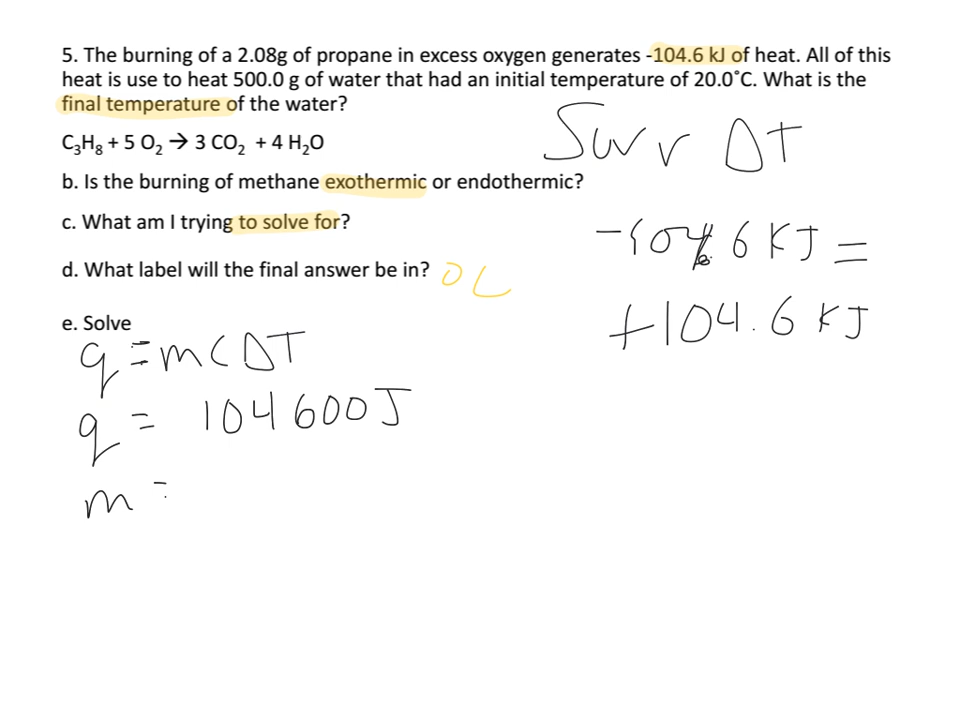 5. The burning of a 2.08g of propane in excess oxygen generates -104.6 kJ of heat. All of this
heat is use to heat 500.0 g of water that had an initial temperature of 20.0°C. What is the
final temperature of the water?
Surr ΔT
C₃H₈ + 5 O₂ → 3 CO₂ + 4 H₂O
b. Is the burning of methane exothermic or endothermic?
c. What am I trying to solve for?
-104.6 KJ =
d. What label will the final answer be in? °C
e. Solve
+104.6 KJ
q = mCΔT
q = 104600J
m =